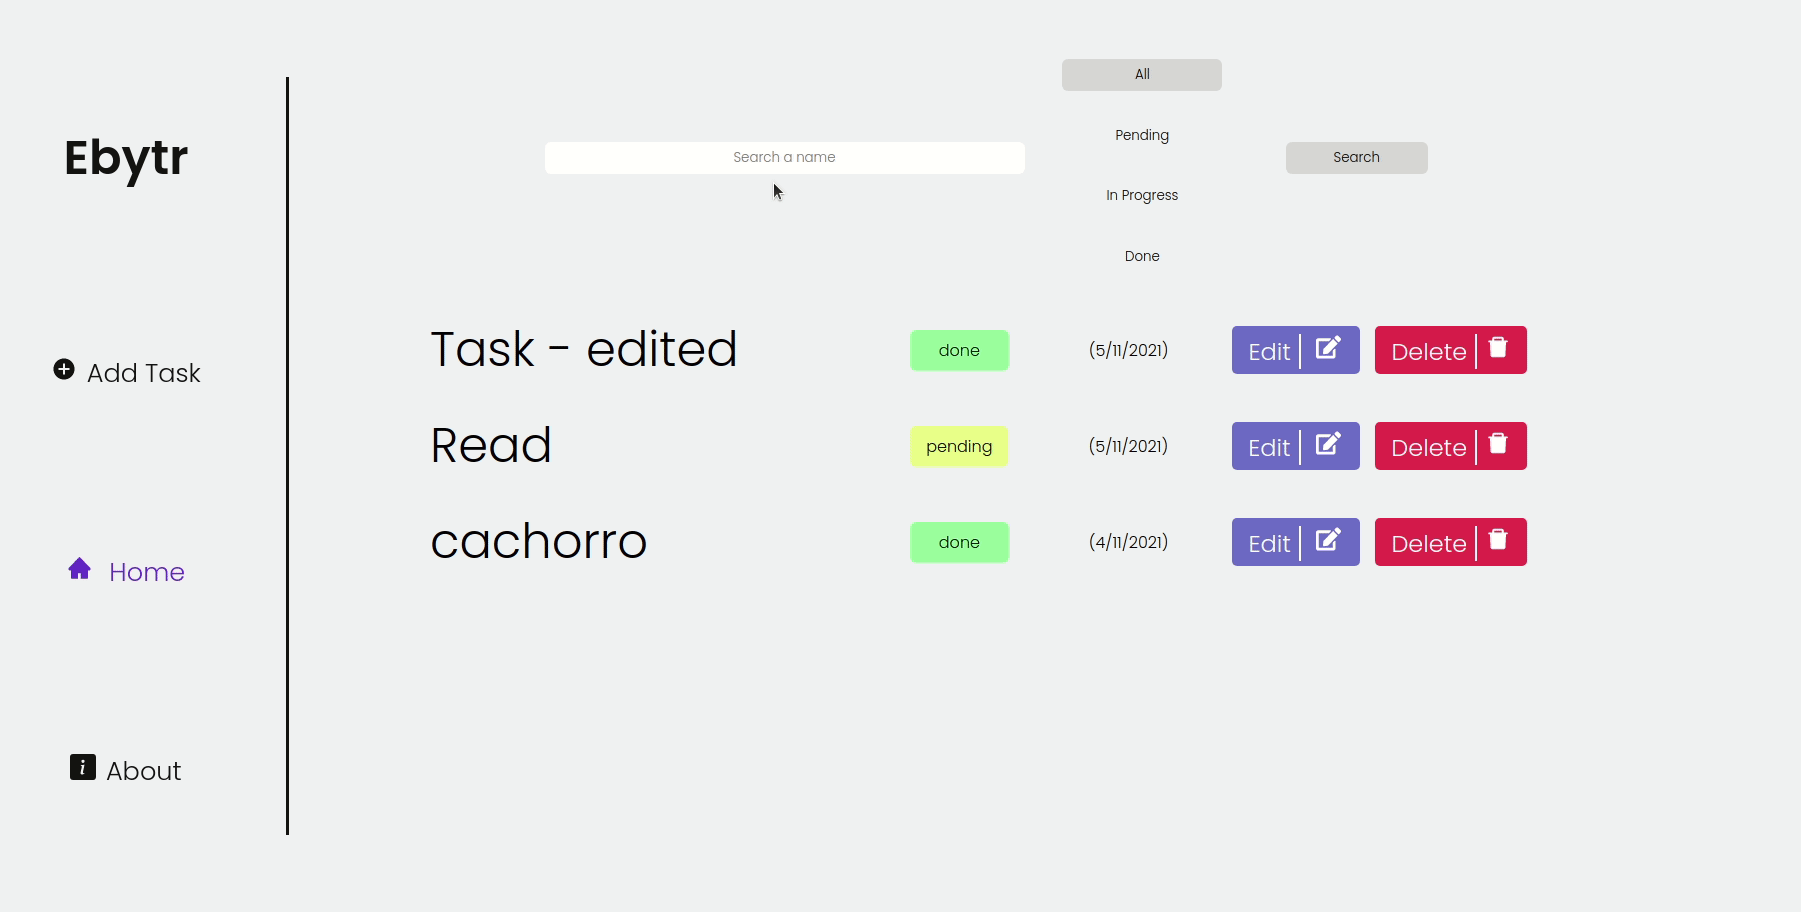 Ebytr
Add Task
Home
About
Search a name
All
Pending
In Progress
Done
Search
Task - edited done (5/11/2021) Edit Delete
Read pending (5/11/2021) Edit Delete
cachorro done (4/11/2021) Edit Delete